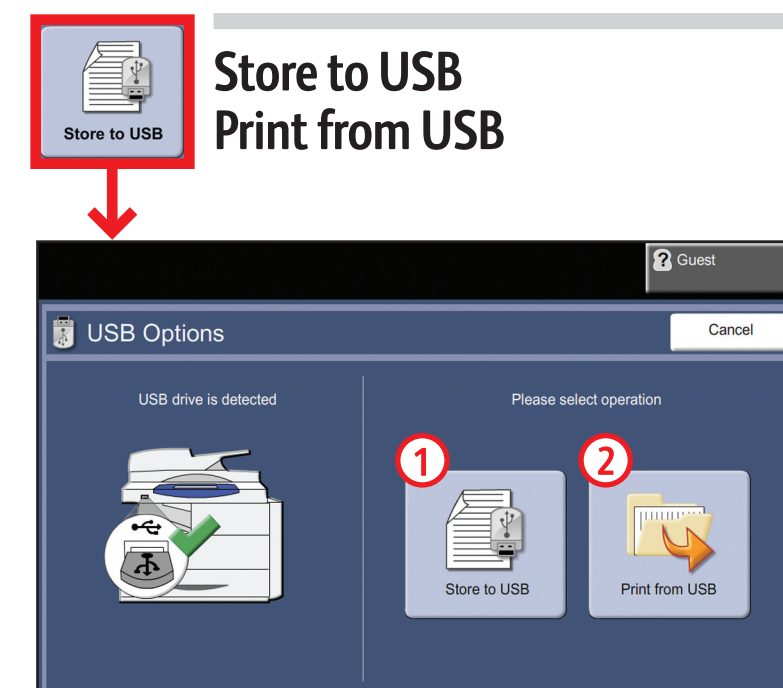 Store to USB
Store to USB
Print from USB
? Guest
USB Options
Cancel
USB drive is detected
Please select operation
1
2
Store to USB
Print from USB